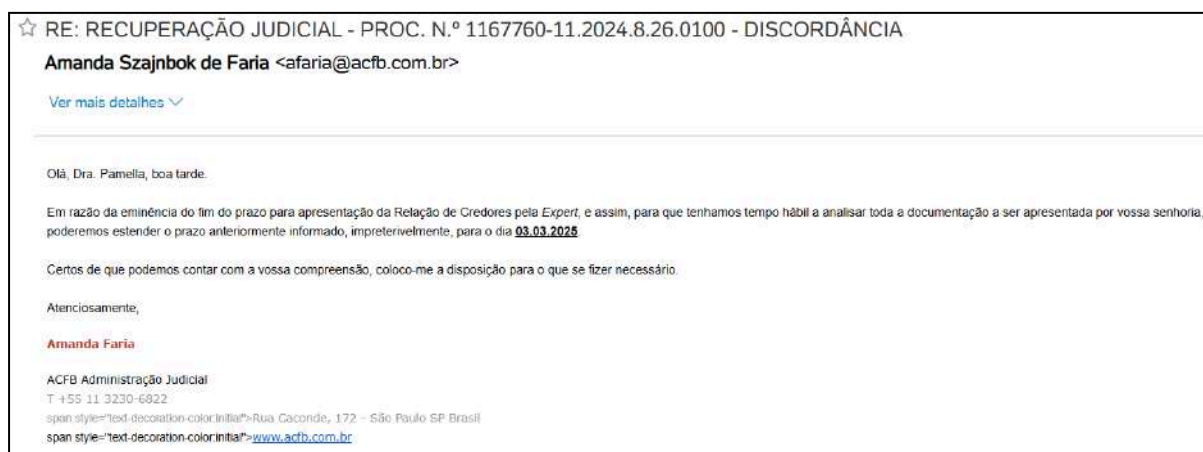 RE: RECUPERAÇÃO JUDICIAL - PROC. N.º 1167760-11.2024.8.26.0100 - DISCORDÂNCIA
Amanda Szajnbok de Faria <afaria@acfb.com.br>
Ver mais detalhes
Olá, Dra. Pamella, boa tarde.
Em razão da eminência do fim do prazo para apresentação da Relação de Credores pela Expert, e assim, para que tenhamos tempo hábil a analisar toda a documentação a ser apresentada por vossa senhoria,
poderemos estender o prazo anteriormente informado, impreterivelmente, para o dia 03.03.2025.
Certos de que podemos contar com a vossa compreensão, coloco-me a disposição para o que se fizer necessário.
Atenciosamente,
Amanda Faria
ACFB Administração Judicial
T +55 11 3230-6822
span style="text-decoration-color:initial">Rua Caconde, 172 - São Paulo SP Brasil
span style="text-decoration-color:initial">www.acfb.com.br